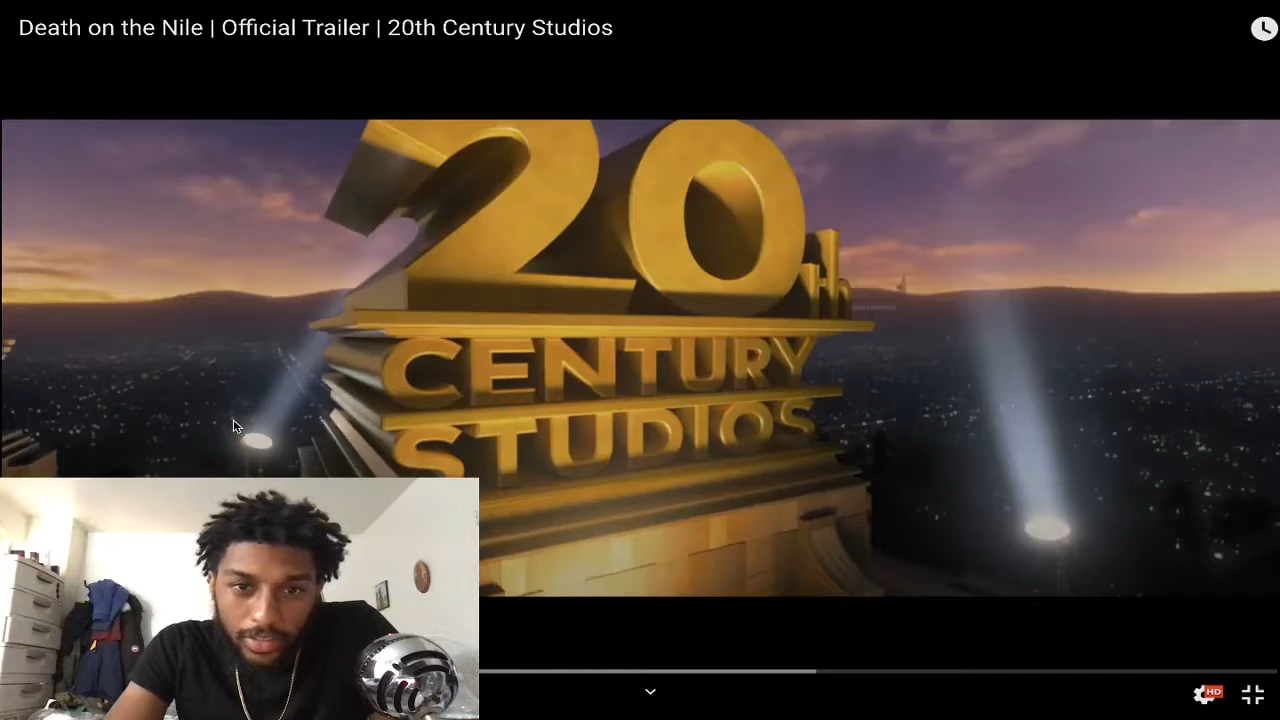 Death on the Nile | Official Trailer | 20th Century Studios
20th
CENTURY
STUDIOS
HD